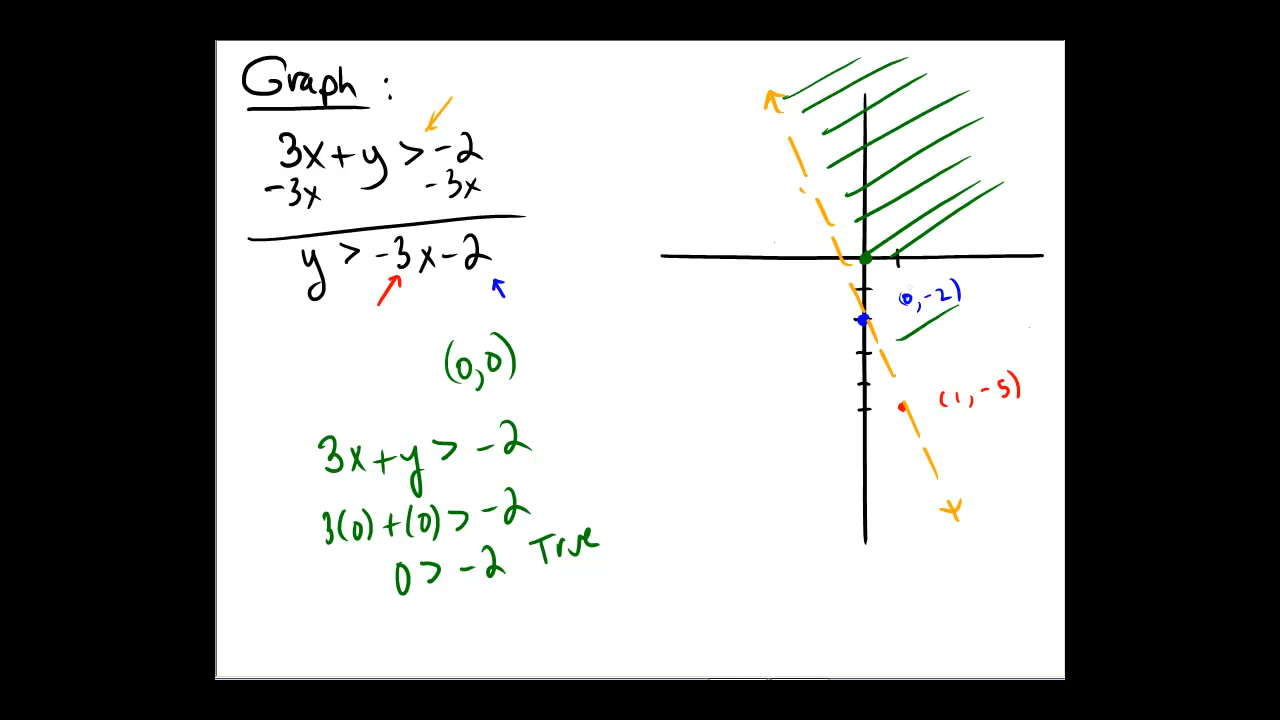 Graph :
3x + y > -2
-3x -3x
y > -3x - 2
(0,0)
3x + y > -2
3(0) + (0) > -2
0 > -2 True
(0,-2)
(1,-5)